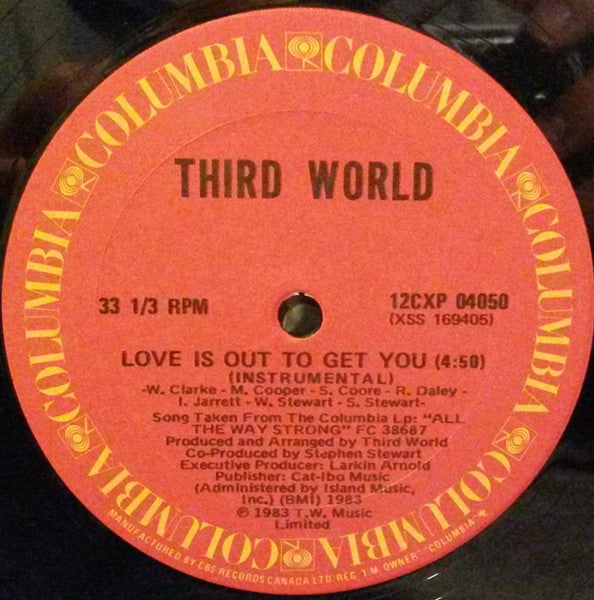 COLUMBIA COLUMBIA COLUMBIA COLUMBIA COLUMBIA COLUMBIA
THIRD WORLD
33 1/3 RPM
12CXP 04050
(XSS 169405)
LOVE IS OUT TO GET YOU (4:50)
(INSTRUMENTAL)
-W. Clarke - M. Cooper - S. Coore - R. Daley -
I. Jarrett - W. Stewart - S. Stewart-
Song Taken From The Columbia Lp: "ALL
THE WAY STRONG" FC 38687
Produced and Arranged by Third World
Co-Produced by Stephen Stewart
Executive Producer: Larkin Arnold
Publisher: Cat-Ibo Music
(Administered by Island Music,
Inc.) (BMI) 1983
℗ 1983 T.W. Music
Limited
MANUFACTURED BY CBS RECORDS CANADA LTD. REG. T.M. OWNER "COLUMBIA"